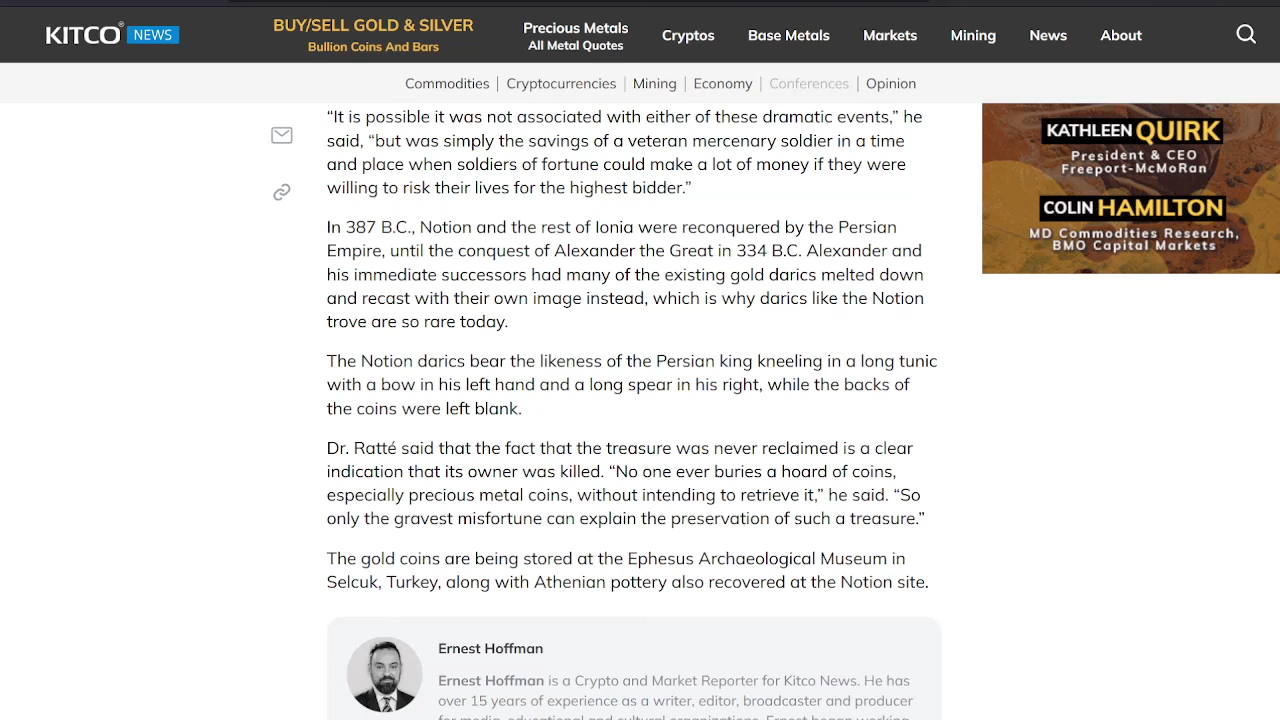 KITCO® NEWS
BUY/SELL GOLD & SILVER
Bullion Coins And Bars
Precious Metals
All Metal Quotes
Cryptos
Base Metals
Markets
Mining
News
About
Commodities | Cryptocurrencies | Mining | Economy | Conferences | Opinion
“It is possible it was not associated with either of these dramatic events,” he
said, “but was simply the savings of a veteran mercenary soldier in a time
and place when soldiers of fortune could make a lot of money if they were
willing to risk their lives for the highest bidder.”
In 387 B.C., Notion and the rest of Ionia were reconquered by the Persian
Empire, until the conquest of Alexander the Great in 334 B.C. Alexander and
his immediate successors had many of the existing gold darics melted down
and recast with their own image instead, which is why darics like the Notion
trove are so rare today.
The Notion darics bear the likeness of the Persian king kneeling in a long tunic
with a bow in his left hand and a long spear in his right, while the backs of
the coins were left blank.
Dr. Ratté said that the fact that the treasure was never reclaimed is a clear
indication that its owner was killed. “No one ever buries a hoard of coins,
especially precious metal coins, without intending to retrieve it,” he said. “So
only the gravest misfortune can explain the preservation of such a treasure.”
The gold coins are being stored at the Ephesus Archaeological Museum in
Selcuk, Turkey, along with Athenian pottery also recovered at the Notion site.
Ernest Hoffman
Ernest Hoffman is a Crypto and Market Reporter for Kitco News. He has
over 15 years of experience as a writer, editor, broadcaster and producer
for media, educational and cultural organizations. Ernest began working
KATHLEEN QUIRK
President & CEO
Freeport-McMoRan
COLIN HAMILTON
MD Commodities Research,
BMO Capital Markets